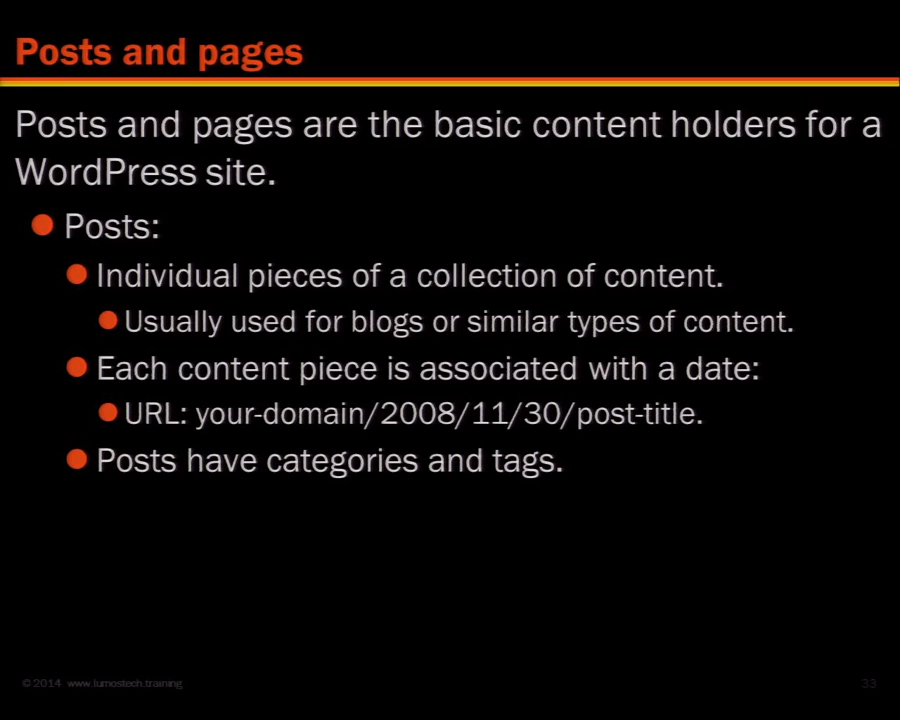 Posts and pages
Posts and pages are the basic content holders for a
WordPress site.
Posts:
Individual pieces of a collection of content.
Usually used for blogs or similar types of content.
Each content piece is associated with a date:
URL: your-domain/2008/11/30/post-title.
Posts have categories and tags.
© 2014 www.lumostech.training
33